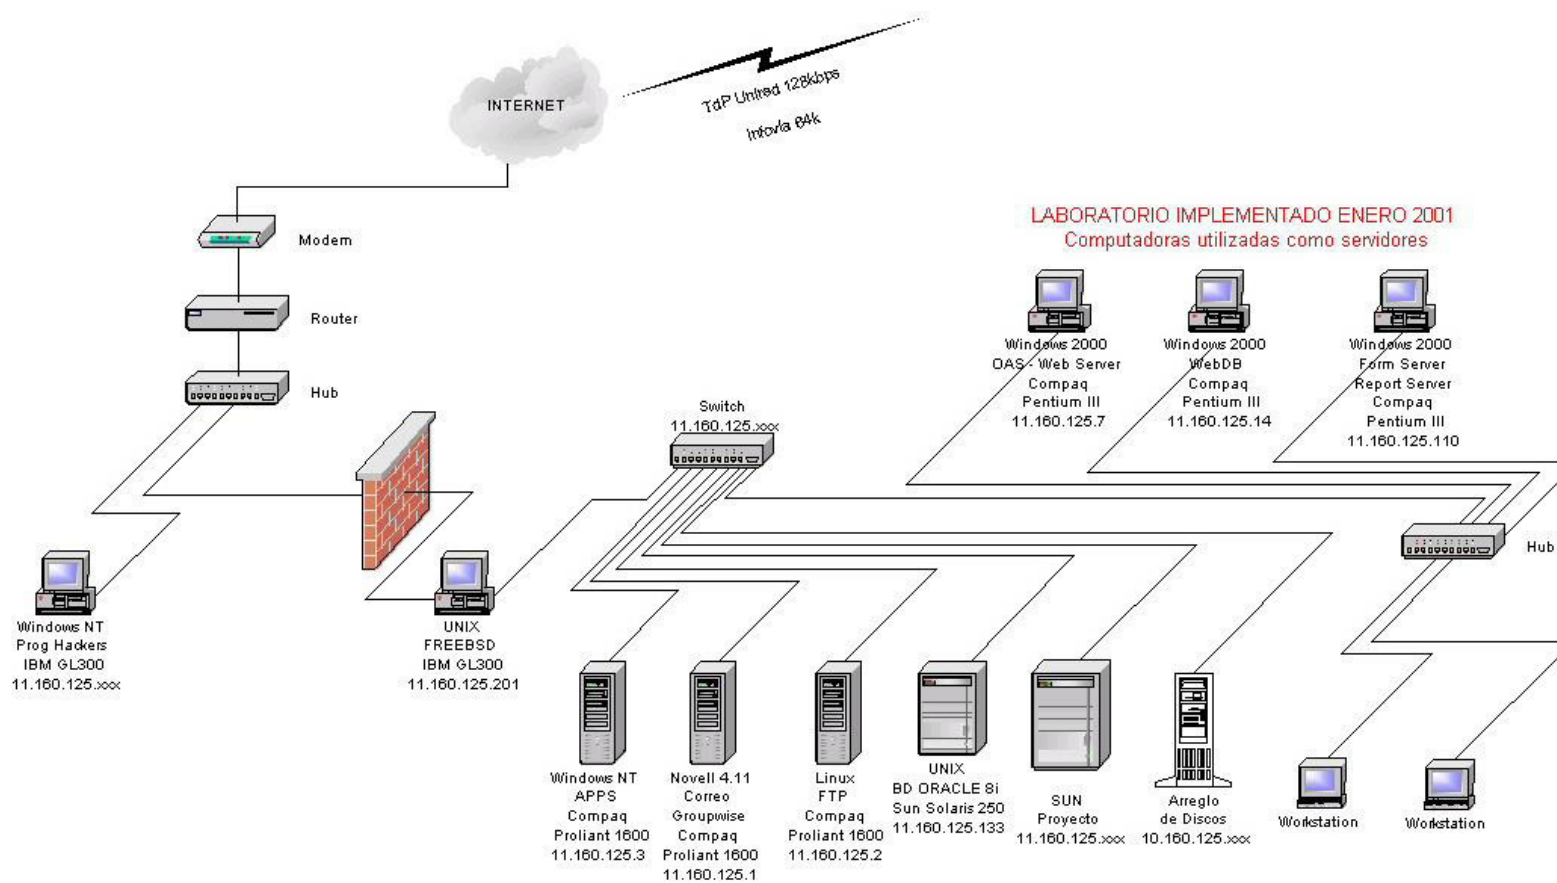 INTERNET
TdP Unired 128kbps
Infovía 64k
Modem
Router
Hub
LABORATORIO IMPLEMENTADO ENERO 2001
Computadoras utilizadas como servidores
Windows 2000
OAS - Web Server
Compaq
Pentium III
11.160.125.7
Windows 2000
WebDB
Compaq
Pentium III
11.160.125.14
Windows 2000
Form Server
Report Server
Compaq
Pentium III
11.160.125.110
Switch
11.160.125.xxx
Hub
Windows NT
Prog Hackers
IBM GL300
11.160.125.xxx
UNIX
FREEBSD
IBM GL300
11.160.125.201
Windows NT
APPS
Compaq
Proliant 1600
11.160.125.3
Novell 4.11
Correo
Groupwise
Compaq
Proliant 1600
11.160.125.1
Linux
FTP
Compaq
Proliant 1600
11.160.125.2
UNIX
BD ORACLE 8i
Sun Solaris 250
11.160.125.133
SUN
Proyecto
11.160.125.xxx
Arreglo
de Discos
10.160.125.xxx
Workstation
Workstation